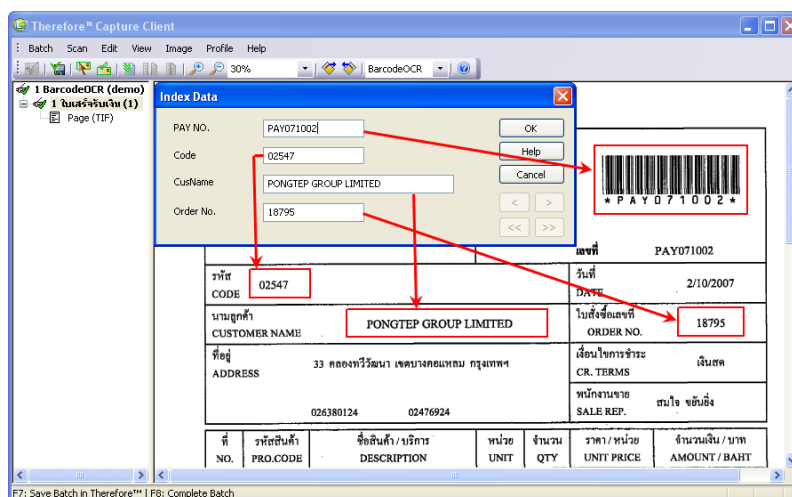 Therefore™ Capture Client
Batch Scan Edit View Image Profile Help
30% BarcodeOCR
1 BarcodeOCR (demo)
1 ใบเสร็จรับเงิน (1)
Page (TIF)
Index Data
PAY NO. PAY071002 OK
Code 02547 Help
CusName PONGTEP GROUP LIMITED Cancel
Order No. 18795
< >
<< >>
*PAY071002*
เลขที่ PAY071002
รหัส
CODE 02547
วันที่
DATE 2/10/2007
นามลูกค้า
CUSTOMER NAME PONGTEP GROUP LIMITED
ใบสั่งซื้อเลขที่
ORDER NO. 18795
ที่อยู่
ADDRESS 33 คลองทวีวัฒนา เขตบางคอแหลม กรุงเทพฯ
026380124 02476924
เงื่อนไขการชำระ
CR. TERMS เงินสด
พนักงานขาย
SALE REP. สมใจ ขยันยิ่ง
ที่ รหัสสินค้า ชื่อสินค้า / บริการ หน่วย จำนวน ราคา / หน่วย จำนวนเงิน / บาท
NO. PRO.CODE DESCRIPTION UNIT QTY UNIT PRICE AMOUNT / BAHT
F7: Save Batch in Therefore™ | F8: Complete Batch